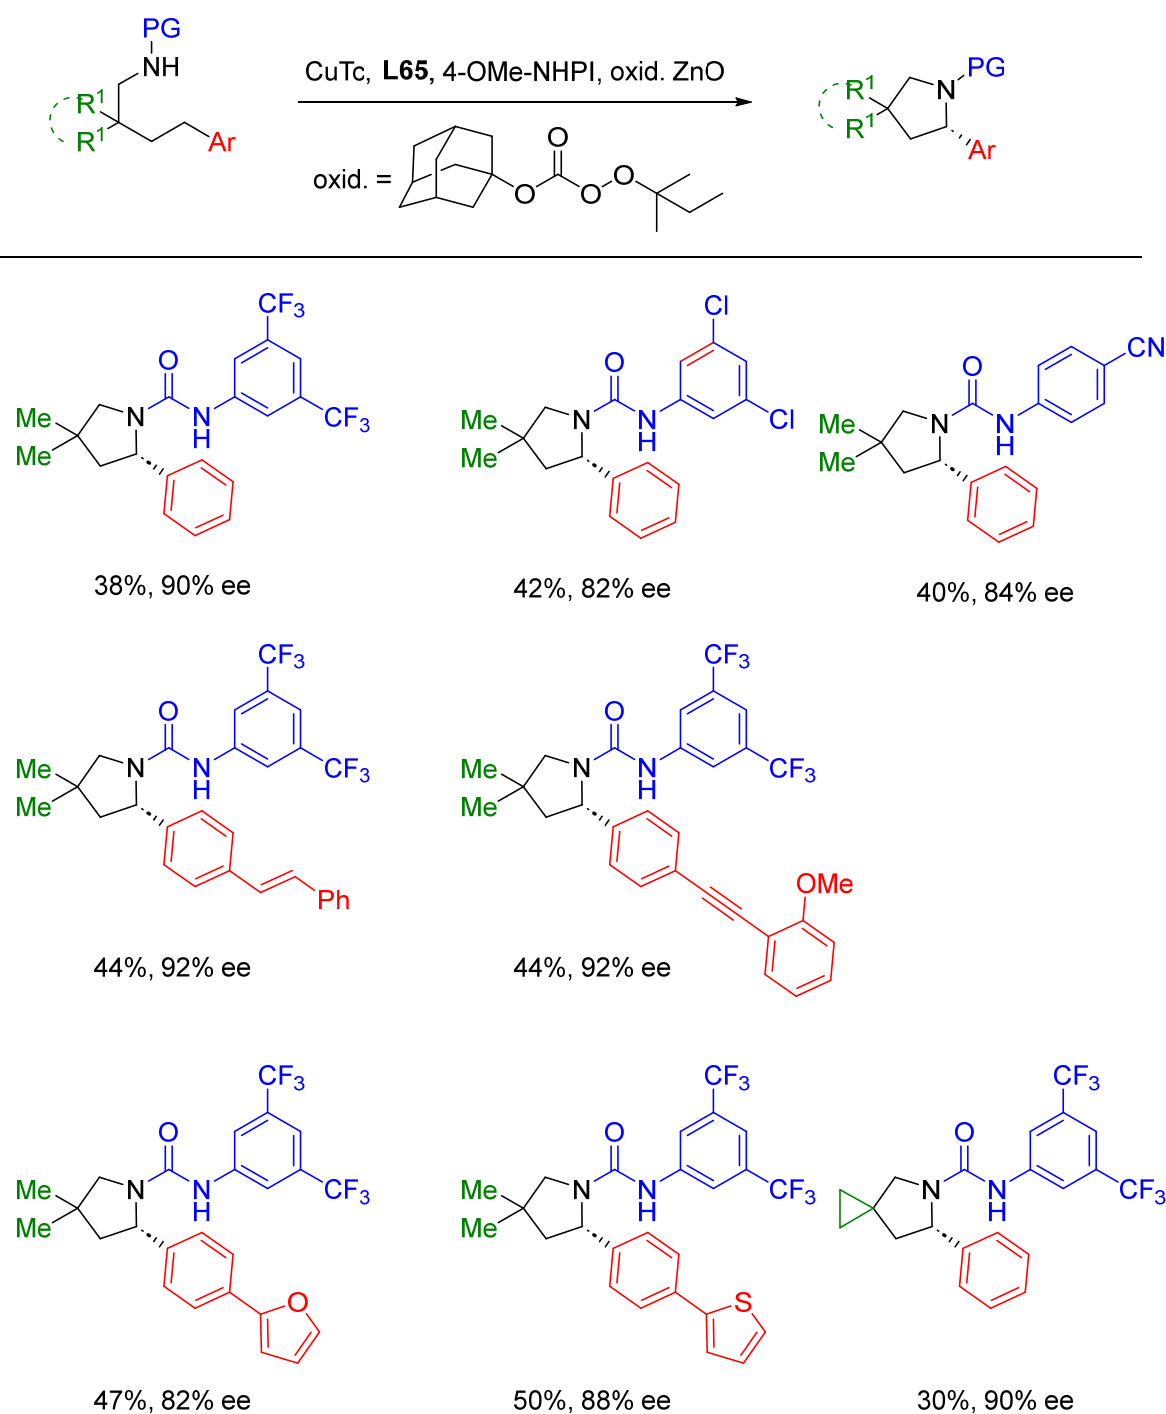 PG
NH
R1
R1
Ar
CuTc, L65, 4-OMe-NHPI, oxid. ZnO
oxid. =
O
O
O
O
R1
R1
N
PG
Ar
CF3
O
Me
Me
N
N
H
CF3
38%, 90% ee
Cl
O
Me
Me
N
N
H
Cl
42%, 82% ee
CN
O
Me
Me
N
N
H
40%, 84% ee
CF3
O
Me
Me
N
N
H
CF3
Ph
44%, 92% ee
CF3
O
Me
Me
N
N
H
CF3
OMe
44%, 92% ee
CF3
O
Me
Me
N
N
H
CF3
O
47%, 82% ee
CF3
O
Me
Me
N
N
H
CF3
S
50%, 88% ee
CF3
O
N
N
H
CF3
30%, 90% ee